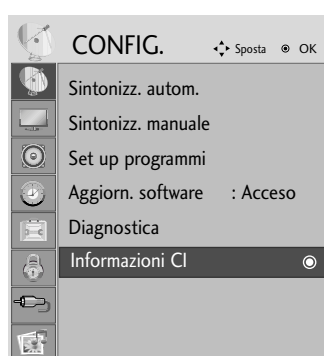 CONFIG. Sposta OK
Sintonizz. autom.
Sintonizz. manuale
Set up programmi
Aggiorn. software : Acceso
Diagnostica
Informazioni CI